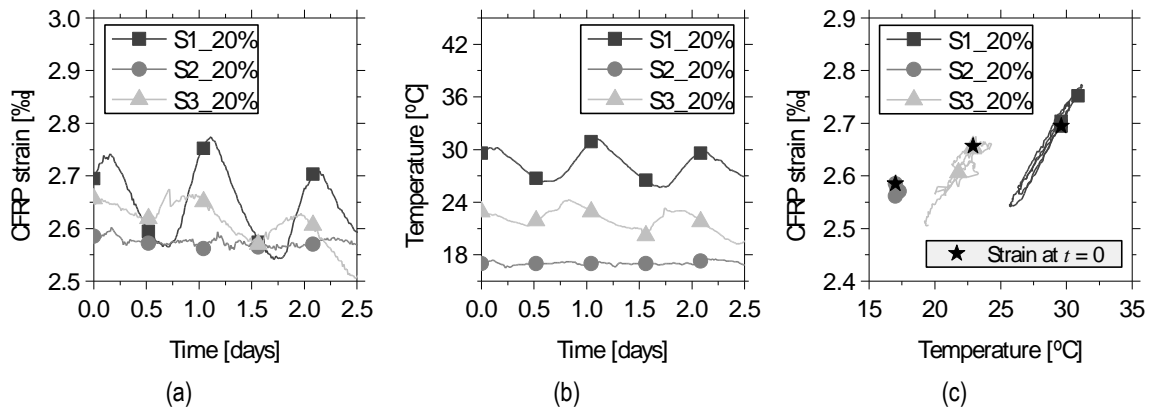 3.0
2.9
2.8
2.7
2.6
2.5
CFRP strain [‰]
S1_20%
S2_20%
S3_20%
0.0 0.5 1.0 1.5 2.0 2.5
Time [days]
(a)
42
36
30
24
18
Temperature [ºC]
S1_20%
S2_20%
S3_20%
0.0 0.5 1.0 1.5 2.0 2.5
Time [days]
(b)
2.9
2.8
2.7
2.6
2.5
2.4
CFRP strain [‰]
S1_20%
S2_20%
S3_20%
Strain at t = 0
15 20 25 30 35
Temperature [ºC]
(c)